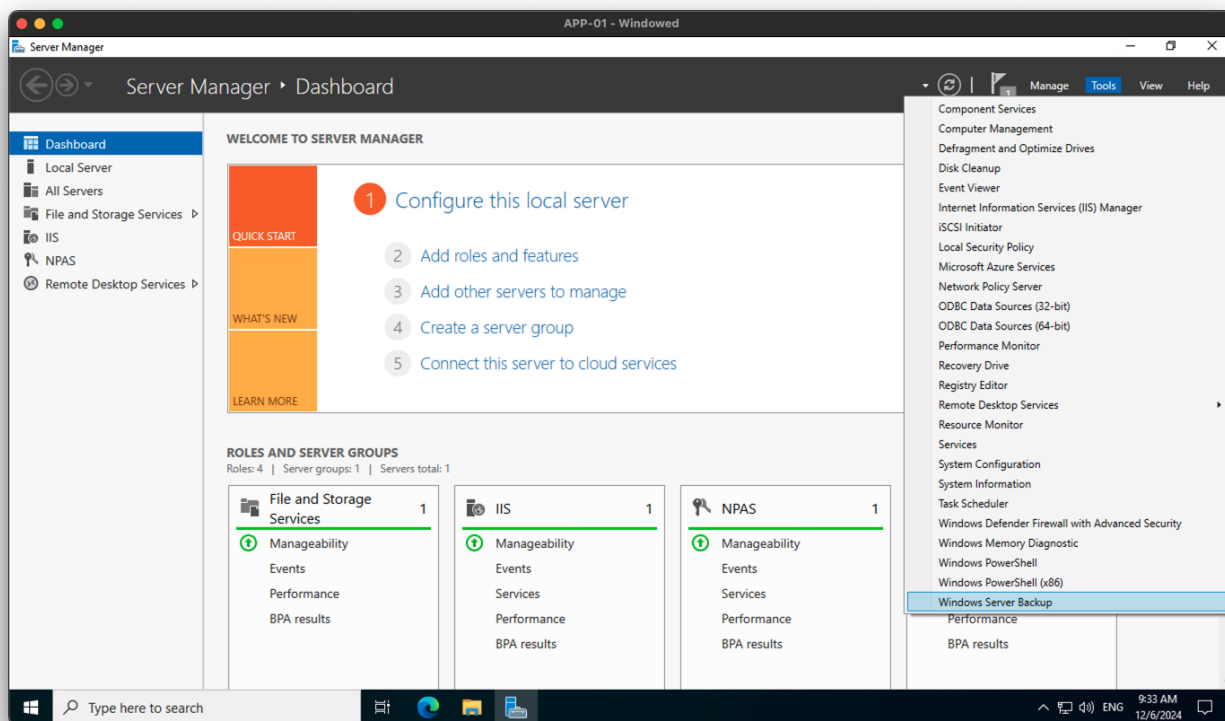 APP-01 - Windowed
Server Manager
Server Manager ‣ Dashboard
1
Manage
Tools
View
Help
Dashboard
Local Server
All Servers
File and Storage Services
IIS
NPAS
Remote Desktop Services
WELCOME TO SERVER MANAGER
QUICK START
WHAT'S NEW
LEARN MORE
1 Configure this local server
2 Add roles and features
3 Add other servers to manage
4 Create a server group
5 Connect this server to cloud services
ROLES AND SERVER GROUPS
Roles: 4 | Server groups: 1 | Servers total: 1
File and Storage
Services
1
Manageability
Events
Performance
BPA results
IIS 1
Manageability
Events
Services
Performance
BPA results
NPAS 1
Manageability
Events
Services
Performance
BPA results
Performance
BPA results
Component Services
Computer Management
Defragment and Optimize Drives
Disk Cleanup
Event Viewer
Internet Information Services (IIS) Manager
iSCSI Initiator
Local Security Policy
Microsoft Azure Services
Network Policy Server
ODBC Data Sources (32-bit)
ODBC Data Sources (64-bit)
Performance Monitor
Recovery Drive
Registry Editor
Remote Desktop Services
Resource Monitor
Services
System Configuration
System Information
Task Scheduler
Windows Defender Firewall with Advanced Security
Windows Memory Diagnostic
Windows PowerShell
Windows PowerShell (x86)
Windows Server Backup
Type here to search
ENG
9:33 AM
12/6/2024